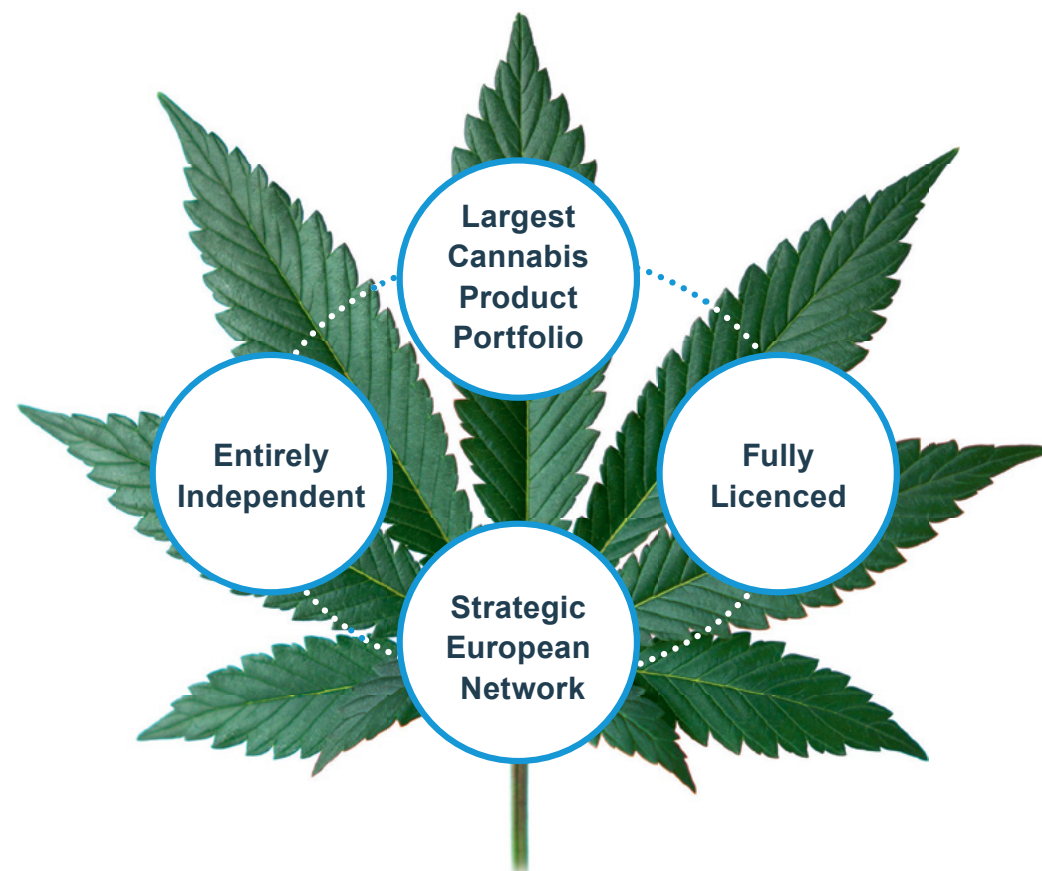 Largest
Cannabis
Product
Portfolio
Entirely
Independent
Fully
Licenced
Strategic
European
Network